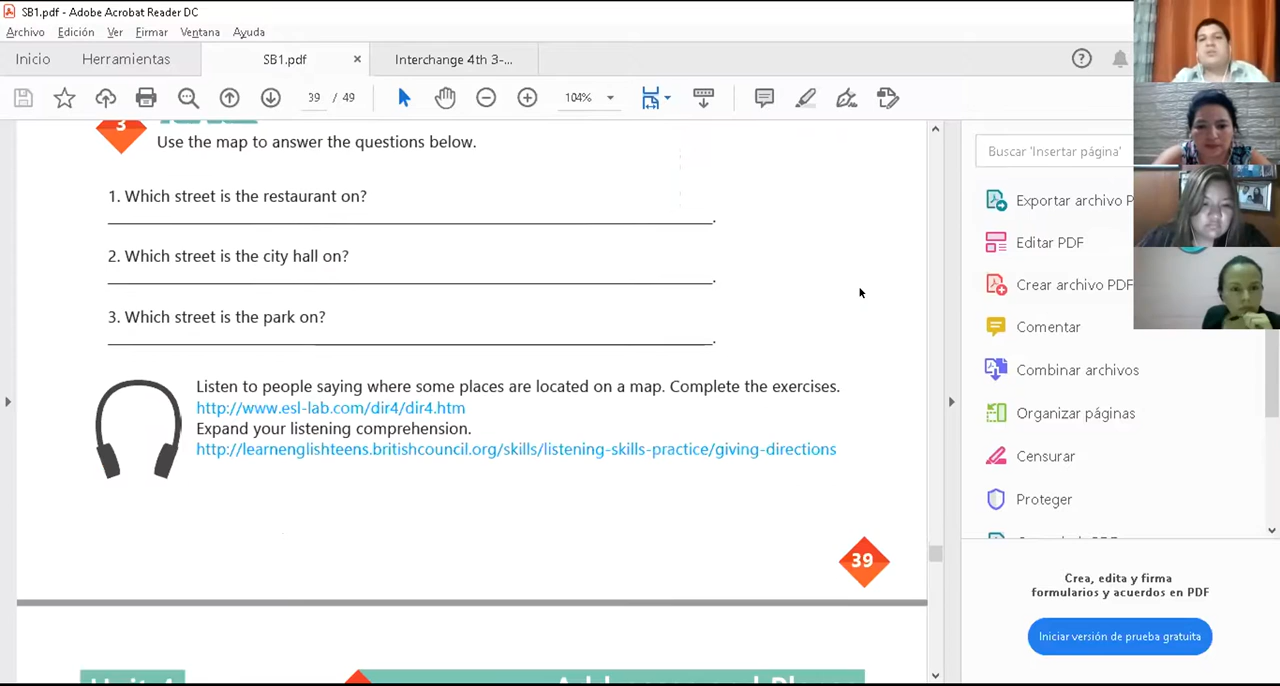 SB1.pdf - Adobe Acrobat Reader DC
Archivo Edición Ver Firmar Ventana Ayuda
Inicio Herramientas SB1.pdf × Interchange 4th 3-...
39 / 49 104%
3
Use the map to answer the questions below.
1. Which street is the restaurant on?
.
2. Which street is the city hall on?
.
3. Which street is the park on?
.
Listen to people saying where some places are located on a map. Complete the exercises.
http://www.esl-lab.com/dir4/dir4.htm
Expand your listening comprehension.
http://learnenglishteens.britishcouncil.org/skills/listening-skills-practice/giving-directions
39
Buscar 'Insertar página'
Exportar archivo P
Editar PDF
Crear archivo PDF
Comentar
Combinar archivos
Organizar páginas
Censurar
Proteger
Crea, edita y firma
formularios y acuerdos en PDF
Iniciar versión de prueba gratuita